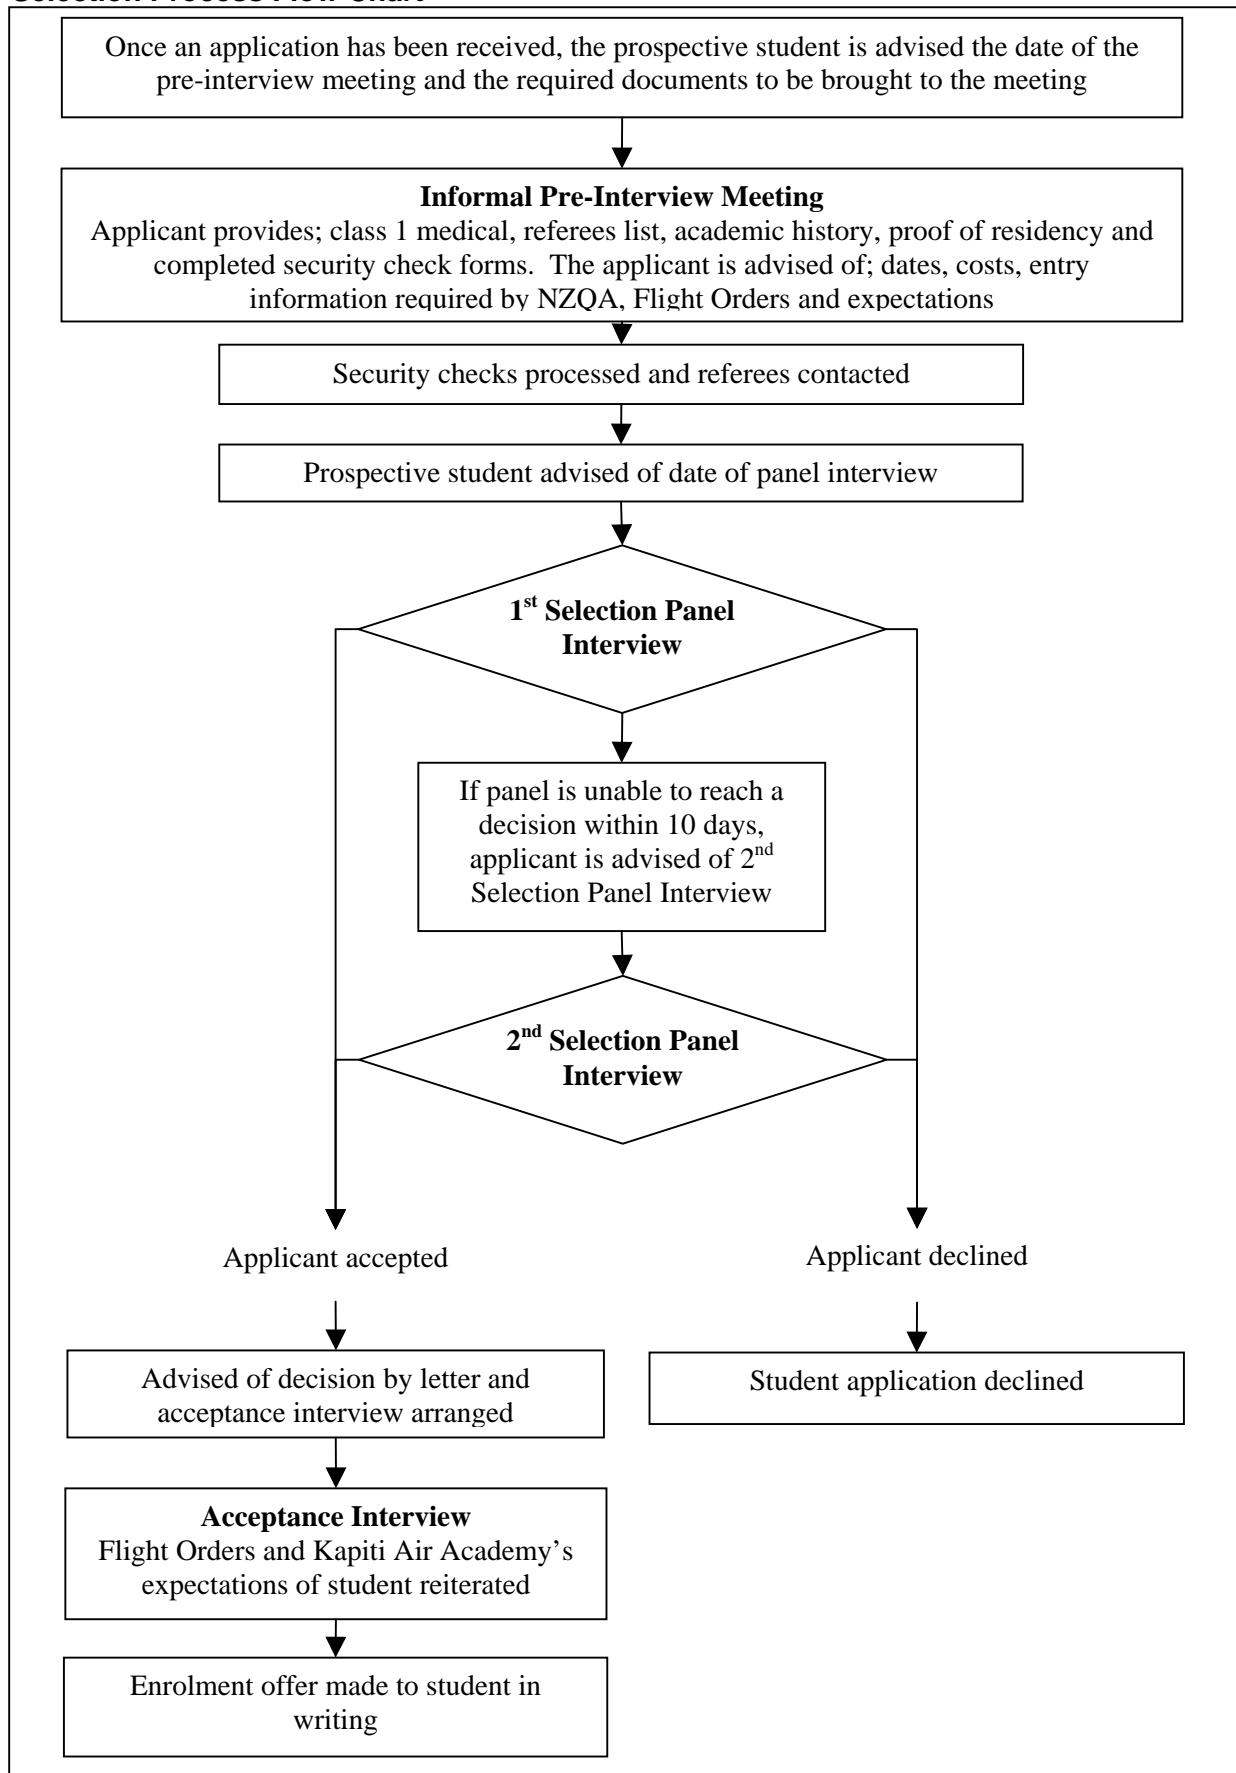 Selection Process Flow Chart
Once an application has been received, the prospective student is advised the date of the
pre-interview meeting and the required documents to be brought to the meeting
Informal Pre-Interview Meeting
Applicant provides; class 1 medical, referees list, academic history, proof of residency and
completed security check forms.  The applicant is advised of; dates, costs, entry
information required by NZQA, Flight Orders and expectations
Security checks processed and referees contacted
Prospective student advised of date of panel interview
1st Selection Panel
Interview
If panel is unable to reach a
decision within 10 days,
applicant is advised of 2nd
Selection Panel Interview
2nd Selection Panel
Interview
Applicant accepted
Applicant declined
Advised of decision by letter and
acceptance interview arranged
Student application declined
Acceptance Interview
Flight Orders and Kapiti Air Academy’s
expectations of student reiterated
Enrolment offer made to student in
writing